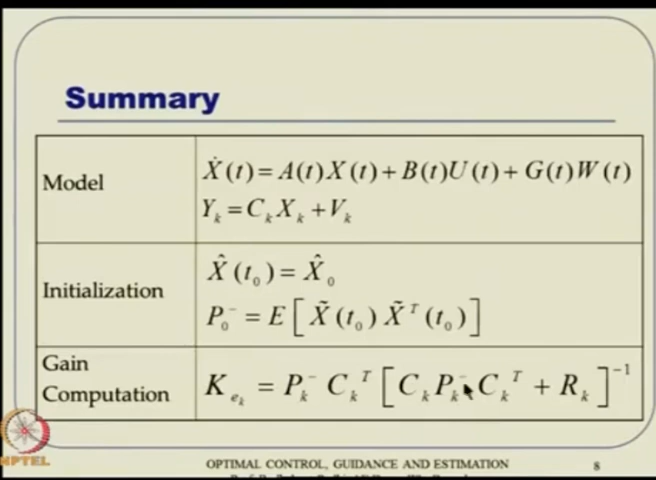 Summary
Model
Ẋ(t) = A(t)X(t) + B(t)U(t) + G(t)W(t)
Y_k = C_k X_k + V_k
Initialization
X̂(t_0) = X̂_0
P_0^- = E[X̃(t_0) X̃^T(t_0)]
Gain
Computation
K_{e_k} = P_k^- C_k^T [C_k P_k^- C_k^T + R_k]^{-1}
NPTEL
OPTIMAL CONTROL, GUIDANCE AND ESTIMATION
8